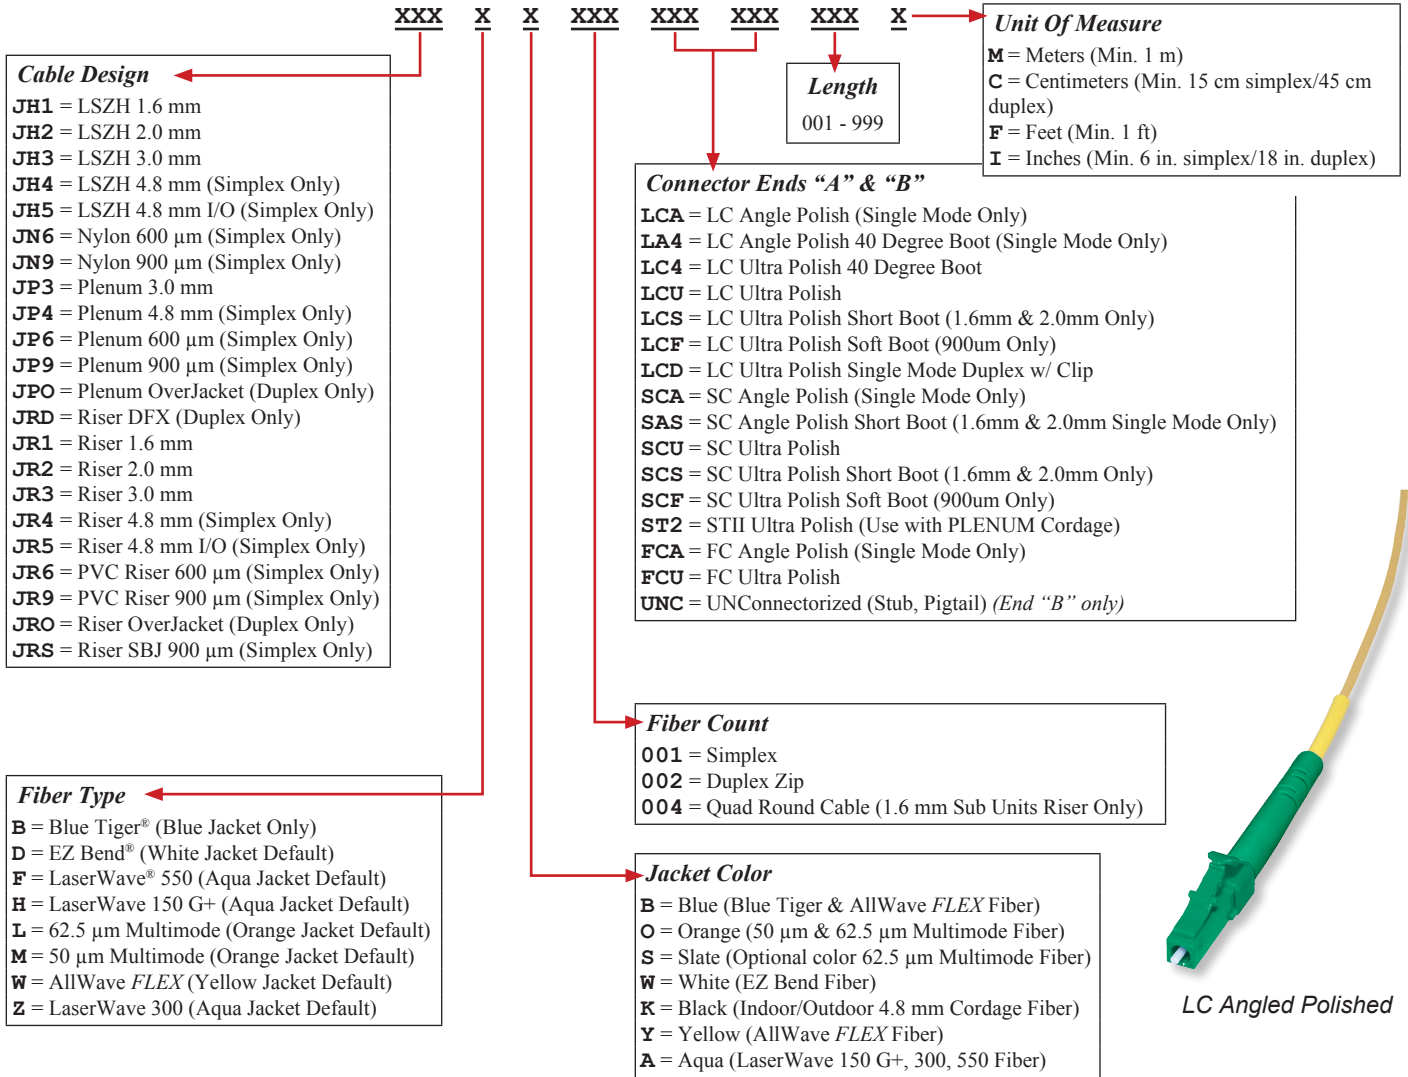 XXX X X XXX XXX XXX XXX X
Cable Design
JH1 = LSZH 1.6 mm
JH2 = LSZH 2.0 mm
JH3 = LSZH 3.0 mm
JH4 = LSZH 4.8 mm (Simplex Only)
JH5 = LSZH 4.8 mm I/O (Simplex Only)
JN6 = Nylon 600 µm (Simplex Only)
JN9 = Nylon 900 µm (Simplex Only)
JP3 = Plenum 3.0 mm
JP4 = Plenum 4.8 mm (Simplex Only)
JP6 = Plenum 600 µm (Simplex Only)
JP9 = Plenum 900 µm (Simplex Only)
JPO = Plenum OverJacket (Duplex Only)
JRD = Riser DFX (Duplex Only)
JR1 = Riser 1.6 mm
JR2 = Riser 2.0 mm
JR3 = Riser 3.0 mm
JR4 = Riser 4.8 mm (Simplex Only)
JR5 = Riser 4.8 mm I/O (Simplex Only)
JR6 = PVC Riser 600 µm (Simplex Only)
JR9 = PVC Riser 900 µm (Simplex Only)
JRO = Riser OverJacket (Duplex Only)
JRS = Riser SBJ 900 µm (Simplex Only)
Fiber Type
B = Blue Tiger® (Blue Jacket Only)
D = EZ Bend® (White Jacket Default)
F = LaserWave® 550 (Aqua Jacket Default)
H = LaserWave 150 G+ (Aqua Jacket Default)
L = 62.5 µm Multimode (Orange Jacket Default)
M = 50 µm Multimode (Orange Jacket Default)
W = AllWave FLEX (Yellow Jacket Default)
Z = LaserWave 300 (Aqua Jacket Default)
Length
001 - 999
Unit Of Measure
M = Meters (Min. 1 m)
C = Centimeters (Min. 15 cm simplex/45 cm
duplex)
F = Feet (Min. 1 ft)
I = Inches (Min. 6 in. simplex/18 in. duplex)
Connector Ends “A” & “B”
LCA = LC Angle Polish (Single Mode Only)
LA4 = LC Angle Polish 40 Degree Boot (Single Mode Only)
LC4 = LC Ultra Polish 40 Degree Boot
LCU = LC Ultra Polish
LCS = LC Ultra Polish Short Boot (1.6mm & 2.0mm Only)
LCF = LC Ultra Polish Soft Boot (900um Only)
LCD = LC Ultra Polish Single Mode Duplex w/ Clip
SCA = SC Angle Polish (Single Mode Only)
SAS = SC Angle Polish Short Boot (1.6mm & 2.0mm Single Mode Only)
SCU = SC Ultra Polish
SCS = SC Ultra Polish Short Boot (1.6mm & 2.0mm Only)
SCF = SC Ultra Polish Soft Boot (900um Only)
ST2 = STII Ultra Polish (Use with PLENUM Cordage)
FCA = FC Angle Polish (Single Mode Only)
FCU = FC Ultra Polish
UNC = UNConnectorized (Stub, Pigtail) (End “B” only)
Fiber Count
001 = Simplex
002 = Duplex Zip
004 = Quad Round Cable (1.6 mm Sub Units Riser Only)
Jacket Color
B = Blue (Blue Tiger & AllWave FLEX Fiber)
O = Orange (50 µm & 62.5 µm Multimode Fiber)
S = Slate (Optional color 62.5 µm Multimode Fiber)
W = White (EZ Bend Fiber)
K = Black (Indoor/Outdoor 4.8 mm Cordage Fiber)
Y = Yellow (AllWave FLEX Fiber)
A = Aqua (LaserWave 150 G+, 300, 550 Fiber)
LC Angled Polished